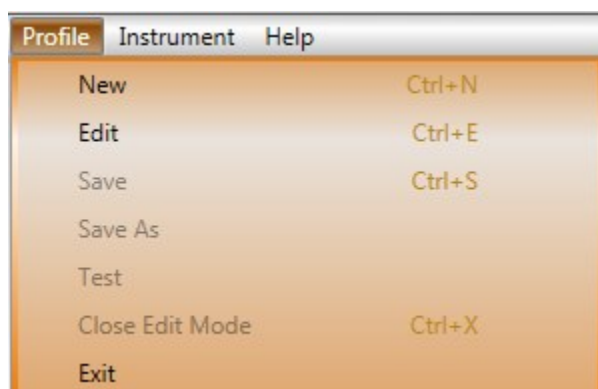 Profile Instrument Help
New Ctrl+N
Edit Ctrl+E
Save Ctrl+S
Save As
Test
Close Edit Mode Ctrl+X
Exit